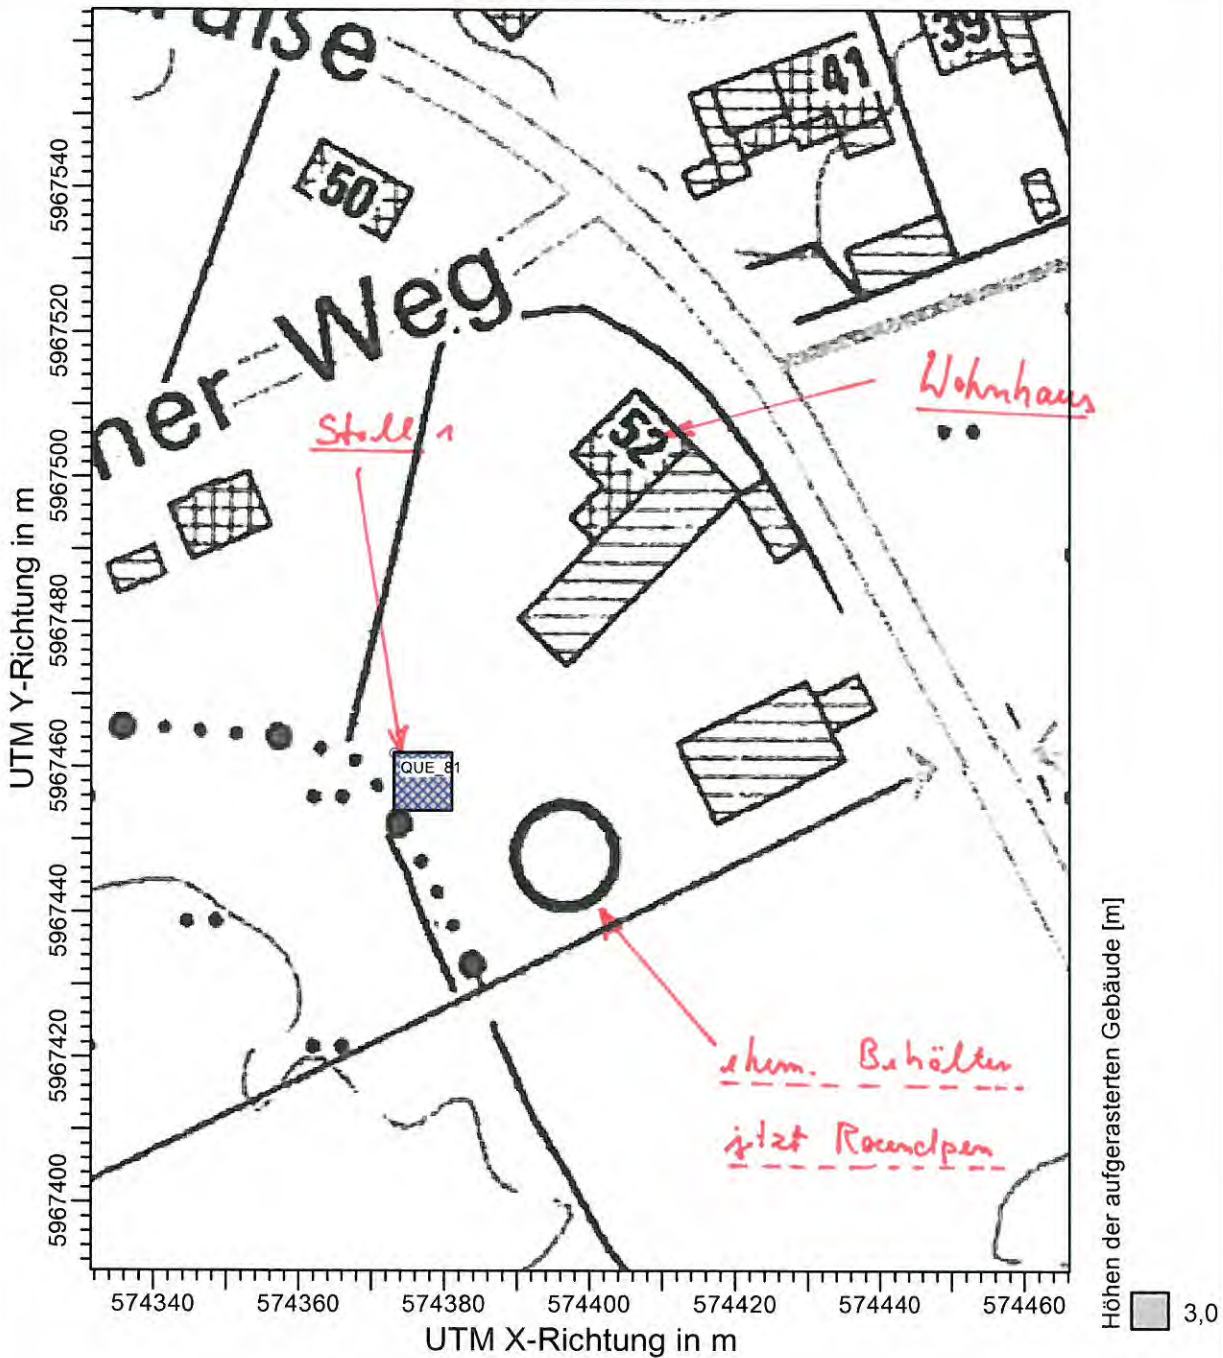 raße
39
41
50
ner Weg
Wohnhaus
Stall 1
52
QUE_81
ehem. Behälter
jetzt Roundpen
UTM Y-Richtung in m
5967540
5967520
5967500
5967480
5967460
5967440
5967420
5967400
574340 574360 574380 574400 574420 574440 574460
UTM X-Richtung in m
Höhen der aufgerasterten Gebäude [m]
3,0